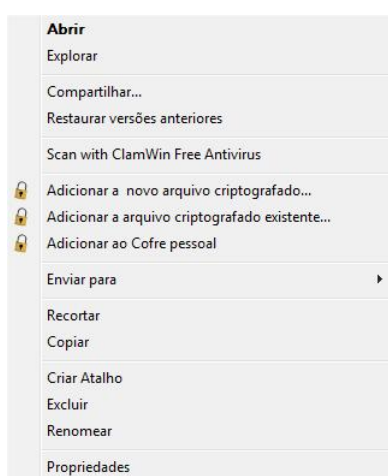 Abrir
Explorar
Compartilhar...
Restaurar versões anteriores
Scan with ClamWin Free Antivirus
Adicionar a  novo arquivo criptografado...
Adicionar a arquivo criptografado existente...
Adicionar ao Cofre pessoal
Enviar para
Recortar
Copiar
Criar Atalho
Excluir
Renomear
Propriedades